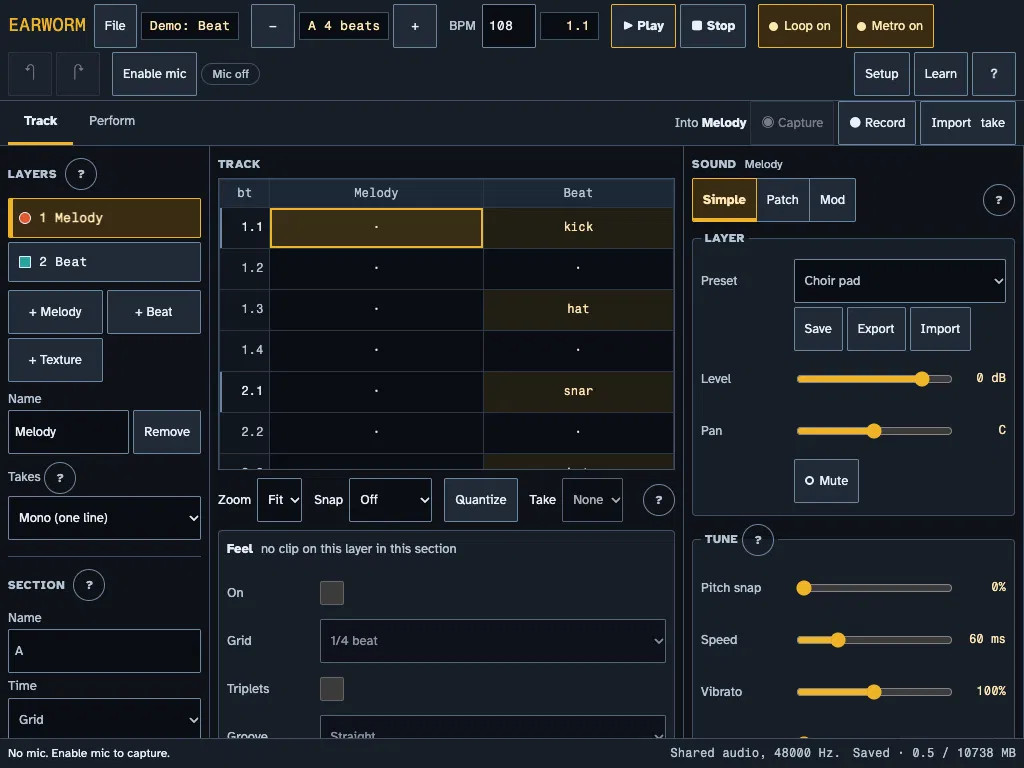 EARWORM File Demo: Beat − A 4 beats + BPM 108 1.1 Play Stop Loop on Metro on
Enable mic Mic off Setup Learn ?
Track Perform Into Melody Capture Record Import take
LAYERS ?
1 Melody
2 Beat
+ Melody + Beat
+ Texture
Name
Melody Remove
Takes ?
Mono (one line)
SECTION ?
Name
A
Time
Grid
TRACK
bt Melody Beat
1.1 · kick
1.2 · ·
1.3 · hat
1.4 · ·
2.1 · snar
2.2 · ·
Zoom Fit Snap Off Quantize Take None ?
Feel no clip on this layer in this section
On
Grid 1/4 beat
Triplets
Groove Straight
SOUND Melody
Simple Patch Mod ?
LAYER
Preset Choir pad
Save Export Import
Level 0 dB
Pan C
Mute
TUNE ?
Pitch snap 0%
Speed 60 ms
Vibrato 100%
No mic. Enable mic to capture. Shared audio, 48000 Hz. Saved · 0.5 / 10738 MB